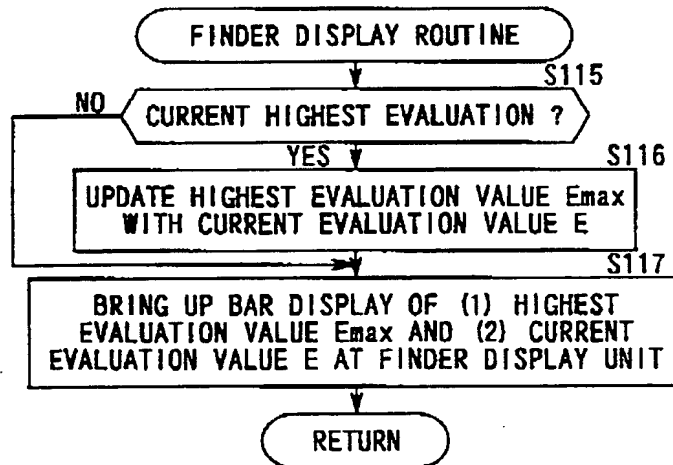 FINDER DISPLAY ROUTINE
S115
NO
CURRENT HIGHEST EVALUATION ?
YES
S116
UPDATE HIGHEST EVALUATION VALUE Emax
WITH CURRENT EVALUATION VALUE E
S117
BRING UP BAR DISPLAY OF (1) HIGHEST
EVALUATION VALUE Emax AND (2) CURRENT
EVALUATION VALUE E AT FINDER DISPLAY UNIT
RETURN